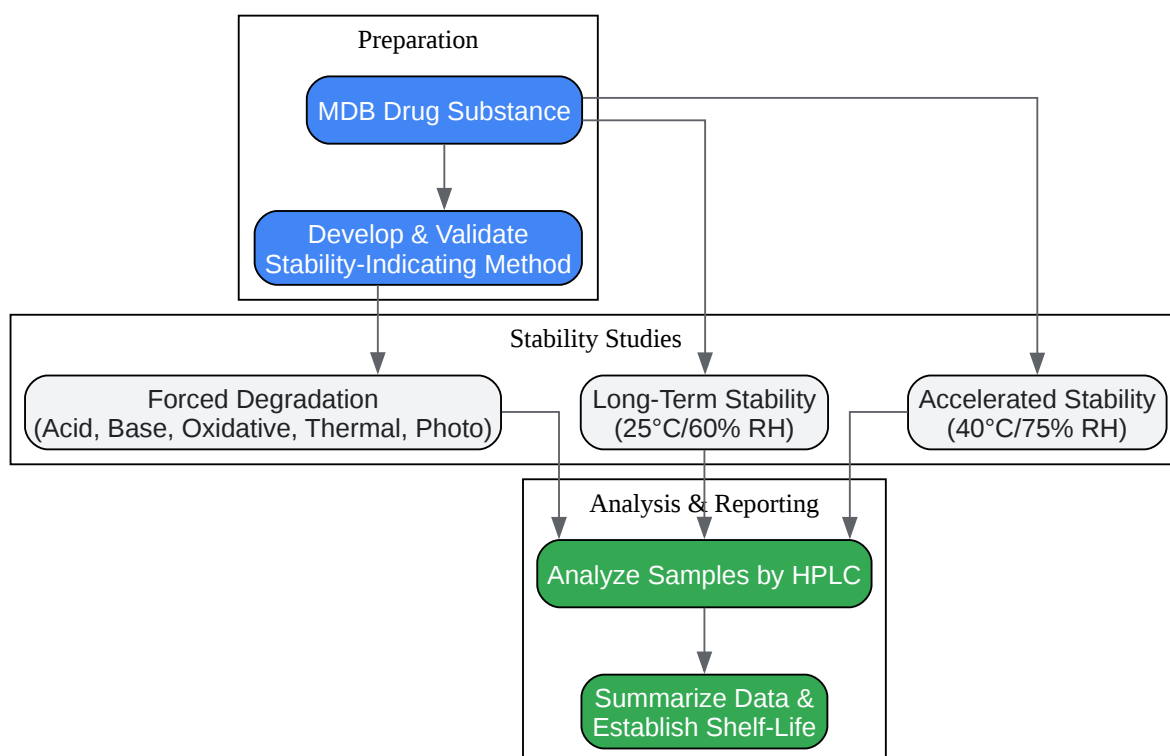 Preparation
MDB Drug Substance
Develop & Validate
Stability-Indicating Method
Stability Studies
Forced Degradation
(Acid, Base, Oxidative, Thermal, Photo)
Long-Term Stability
(25°C/60% RH)
Accelerated Stability
(40°C/75% RH)
Analysis & Reporting
Analyze Samples by HPLC
Summarize Data &
Establish Shelf-Life